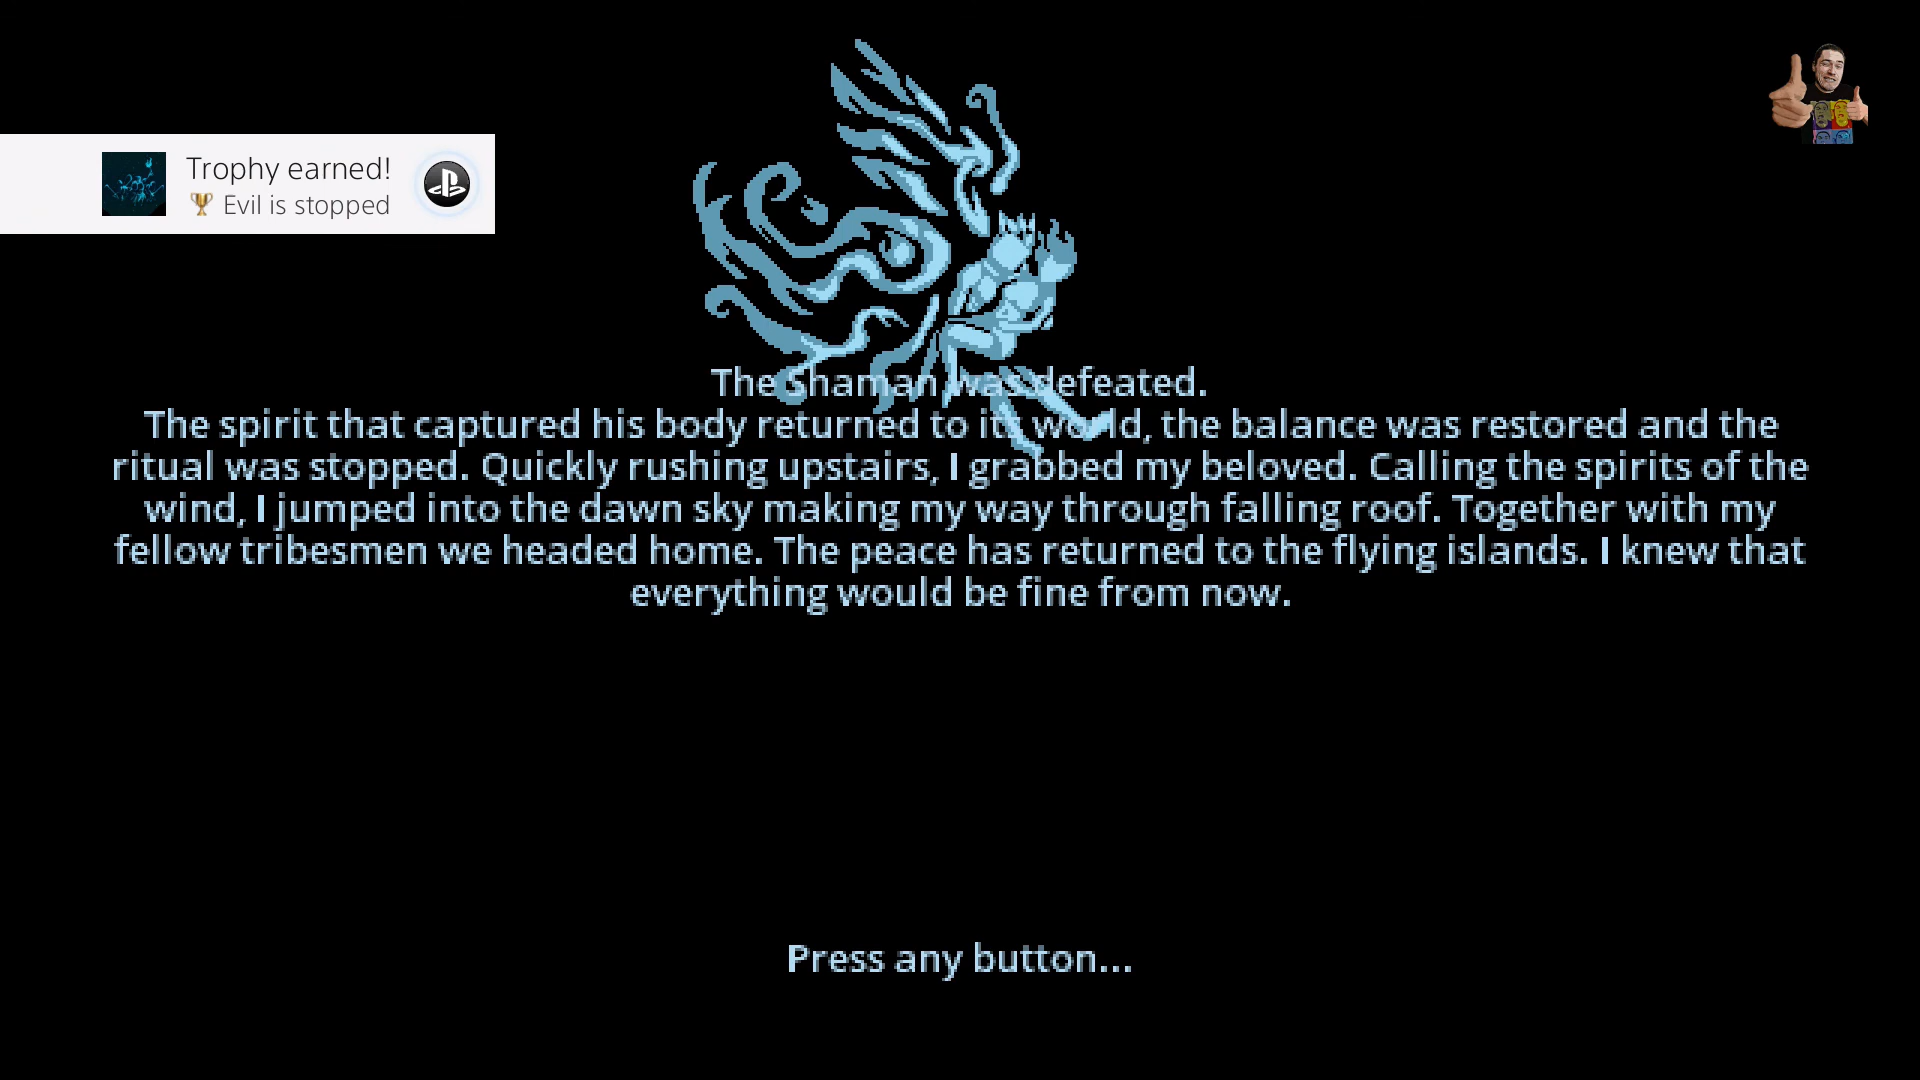 Trophy earned!
Evil is stopped
The Shaman was defeated.
The spirit that captured his body returned to its world, the balance was restored and the
ritual was stopped. Quickly rushing upstairs, I grabbed my beloved. Calling the spirits of the
wind, I jumped into the dawn sky making my way through falling roof. Together with my
fellow tribesmen we headed home. The peace has returned to the flying islands. I knew that
everything would be fine from now.
Press any button...